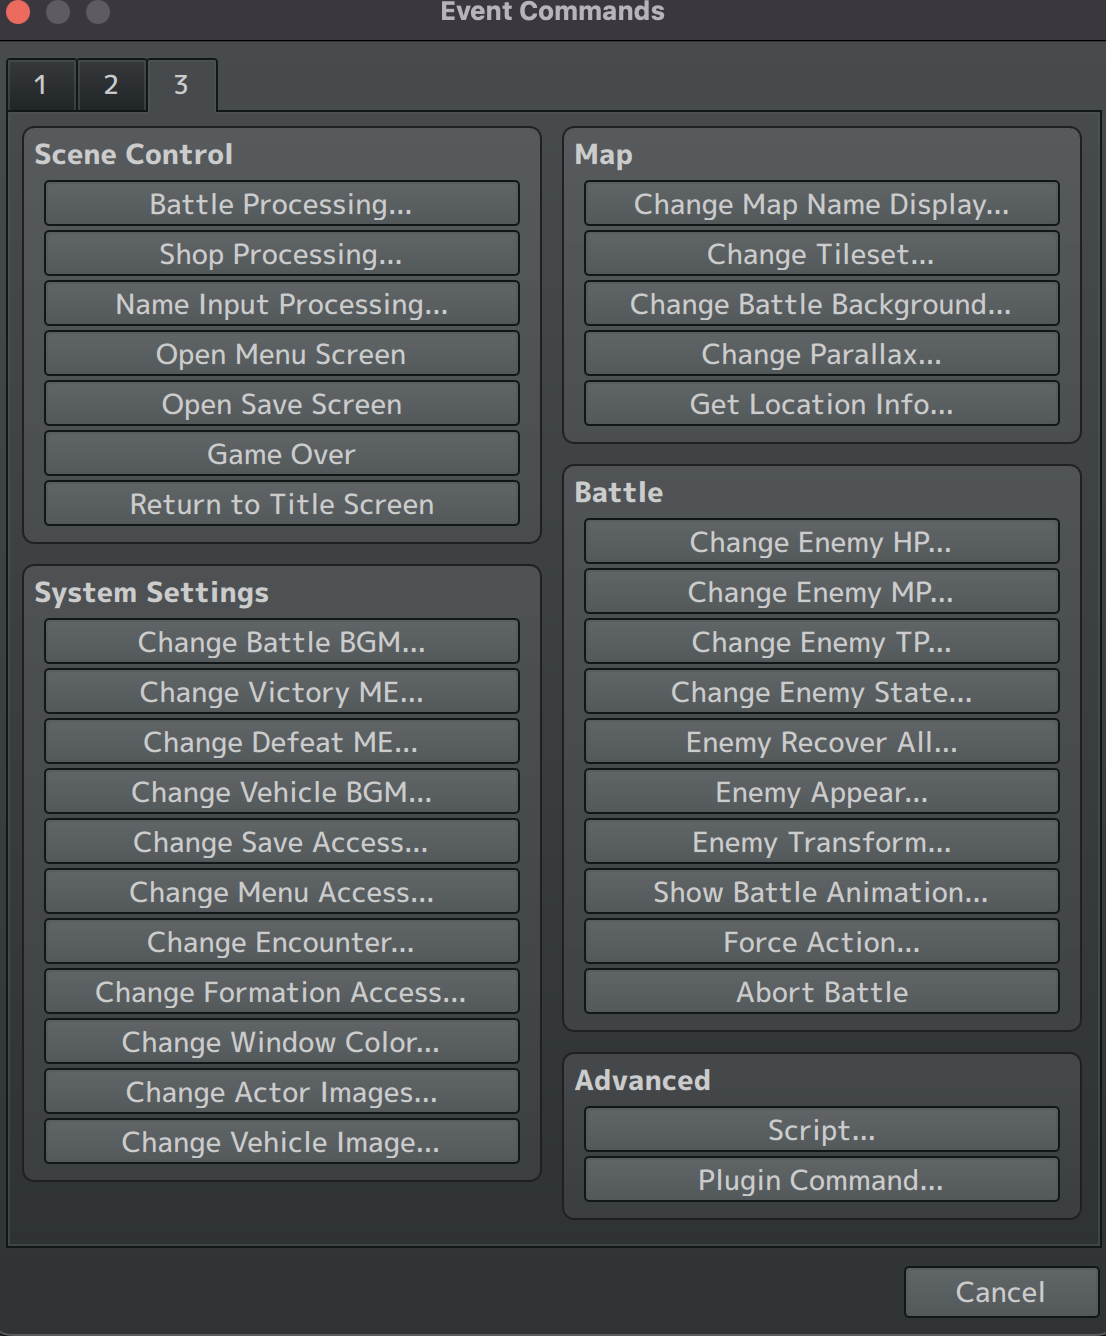 Event Commands
1
2
3
Scene Control
Battle Processing...
Shop Processing...
Name Input Processing...
Open Menu Screen
Open Save Screen
Game Over
Return to Title Screen
System Settings
Change Battle BGM...
Change Victory ME...
Change Defeat ME...
Change Vehicle BGM...
Change Save Access...
Change Menu Access...
Change Encounter...
Change Formation Access...
Change Window Color...
Change Actor Images...
Change Vehicle Image...
Map
Change Map Name Display...
Change Tileset...
Change Battle Background...
Change Parallax...
Get Location Info...
Battle
Change Enemy HP...
Change Enemy MP...
Change Enemy TP...
Change Enemy State...
Enemy Recover All...
Enemy Appear...
Enemy Transform...
Show Battle Animation...
Force Action...
Abort Battle
Advanced
Script...
Plugin Command...
Cancel